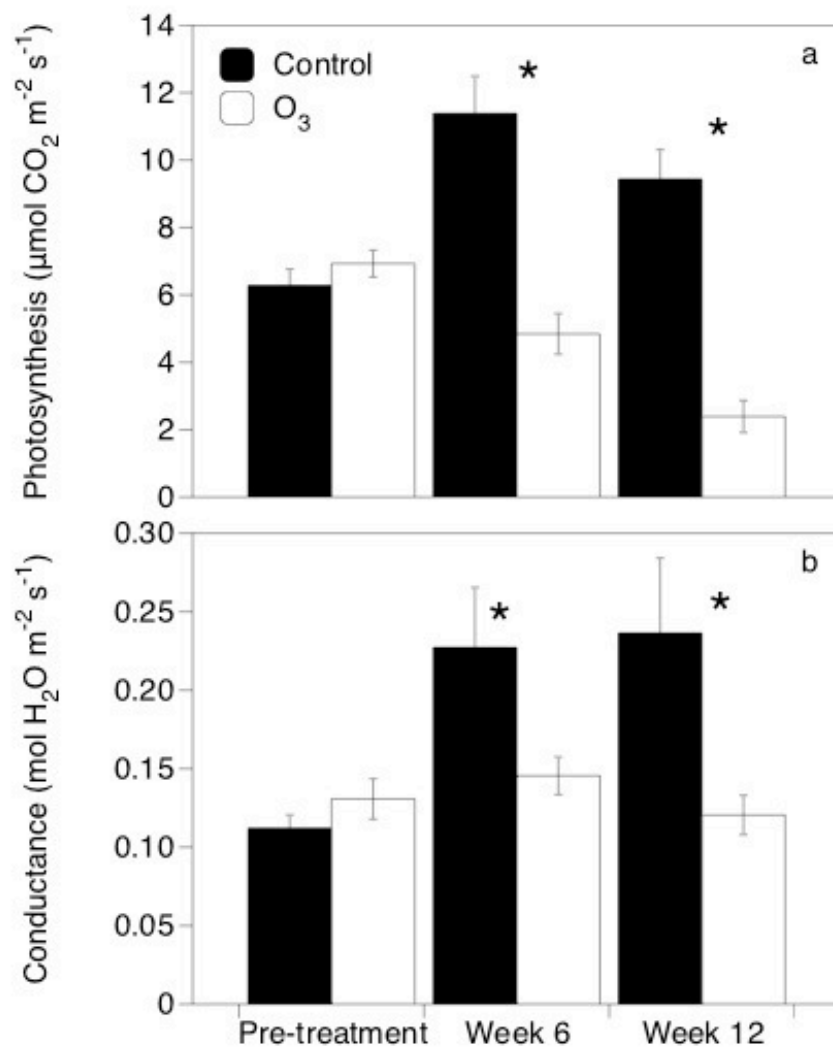 Photosynthesis (µmol CO₂ m⁻² s⁻¹)
14
12
10
8
6
4
2
0
Control
O₃
*
*
a
Conductance (mol H₂O m⁻² s⁻¹)
0.30
0.25
0.20
0.15
0.10
0.05
0
*
*
b
Pre-treatment Week 6 Week 12